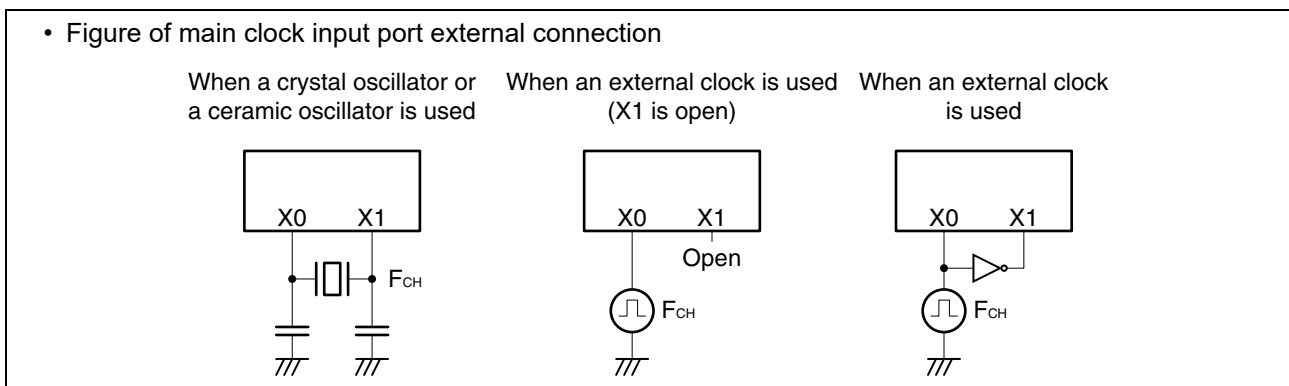 • Figure of main clock input port external connection
When a crystal oscillator or
a ceramic oscillator is used
X0 X1
FCH
When an external clock is used
(X1 is open)
X0 X1
Open
FCH
When an external clock
is used
X0 X1
FCH